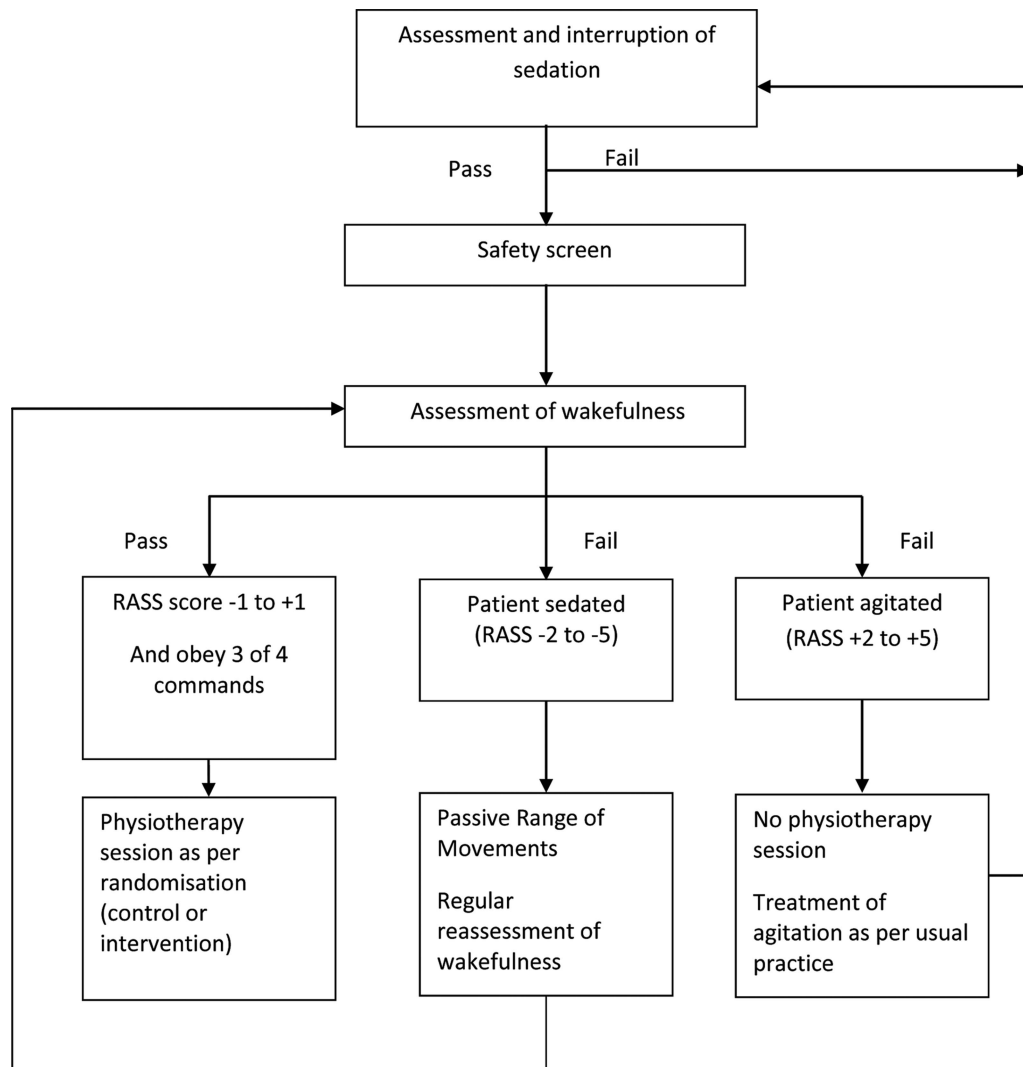 Assessment and interruption of
sedation
Pass
Fail
Safety screen
Assessment of wakefulness
Pass
Fail
Fail
RASS score -1 to +1
And obey 3 of 4
commands
Patient sedated
(RASS -2 to -5)
Patient agitated
(RASS +2 to +5)
Physiotherapy
session as per
randomisation
(control or
intervention)
Passive Range of
Movements
Regular
reassessment of
wakefulness
No physiotherapy
session
Treatment of
agitation as per usual
practice